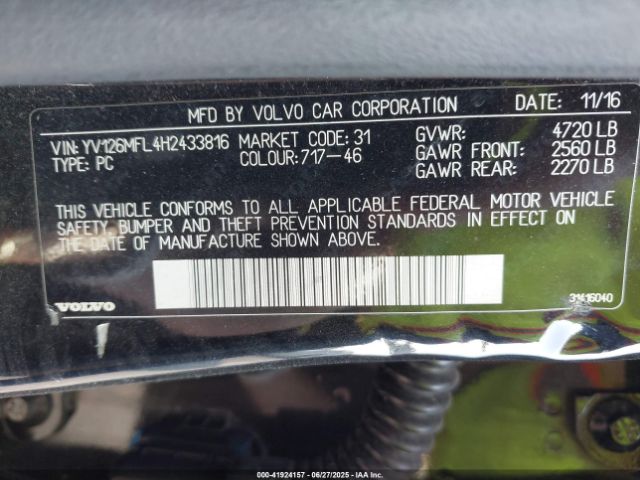 MFD BY VOLVO CAR CORPORATION DATE: 11/16
VIN: YV126MFL4H2433816 MARKET CODE: 31 GVWR: 4720 LB
TYPE: PC COLOUR: 717-46 GAWR FRONT: 2560 LB
GAWR REAR: 2270 LB
THIS VEHICLE CONFORMS TO ALL APPLICABLE FEDERAL MOTOR VEHICLE
SAFETY, BUMPER AND THEFT PREVENTION STANDARDS IN EFFECT ON
THE DATE OF MANUFACTURE SHOWN ABOVE.
VOLVO 31416040
000-41924157 | 06/27/2025 | IAA Inc.